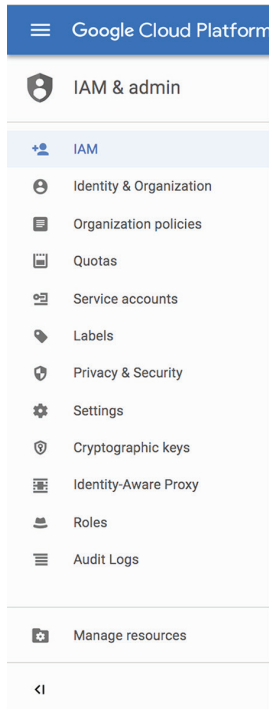 Google Cloud Platform
IAM & admin
IAM
Identity & Organization
Organization policies
Quotas
Service accounts
Labels
Privacy & Security
Settings
Cryptographic keys
Identity-Aware Proxy
Roles
Audit Logs
Manage resources